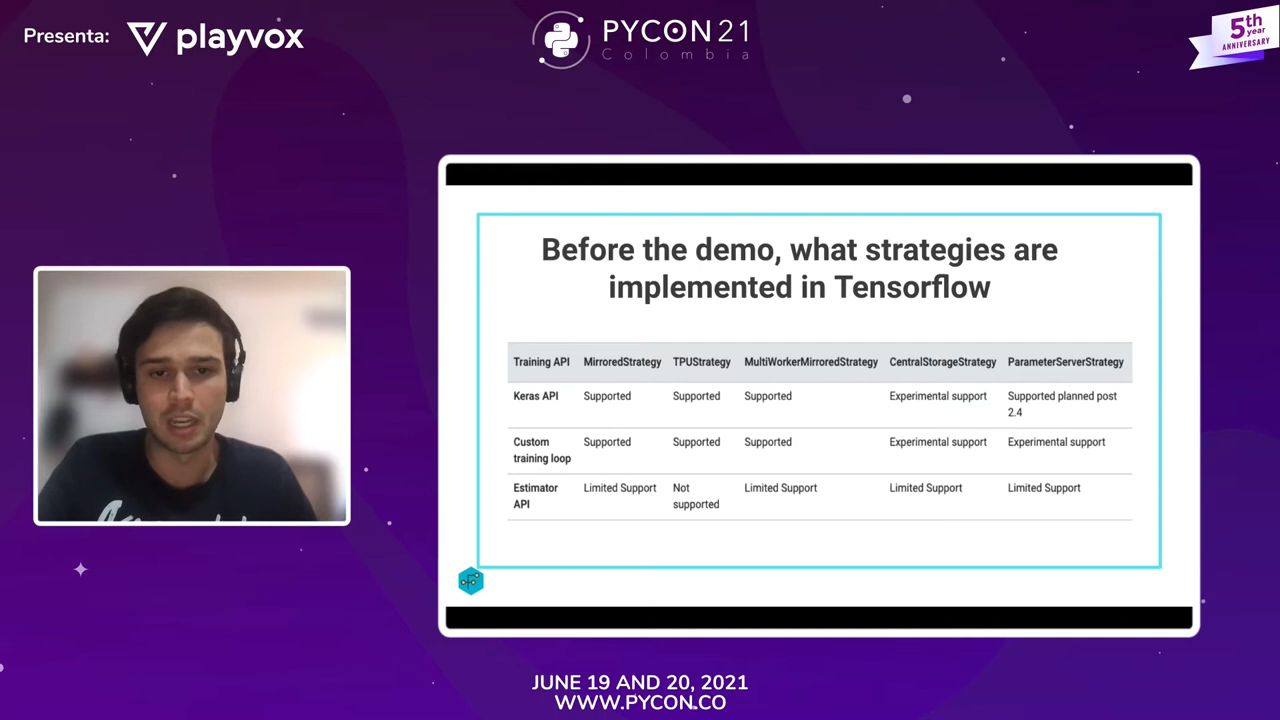 Presenta: playvox
PYCON 21
Colombia
5th
year
ANNIVERSARY
Before the demo, what strategies are
implemented in Tensorflow
Training API MirroredStrategy TPUStrategy MultiWorkerMirroredStrategy CentralStorageStrategy ParameterServerStrategy
Keras API Supported Supported Supported Experimental support Supported planned post
2.4
Custom Supported Supported Supported Experimental support Experimental support
training loop
Estimator Limited Support Not Limited Support Limited Support Limited Support
API supported
JUNE 19 AND 20, 2021
WWW.PYCON.CO